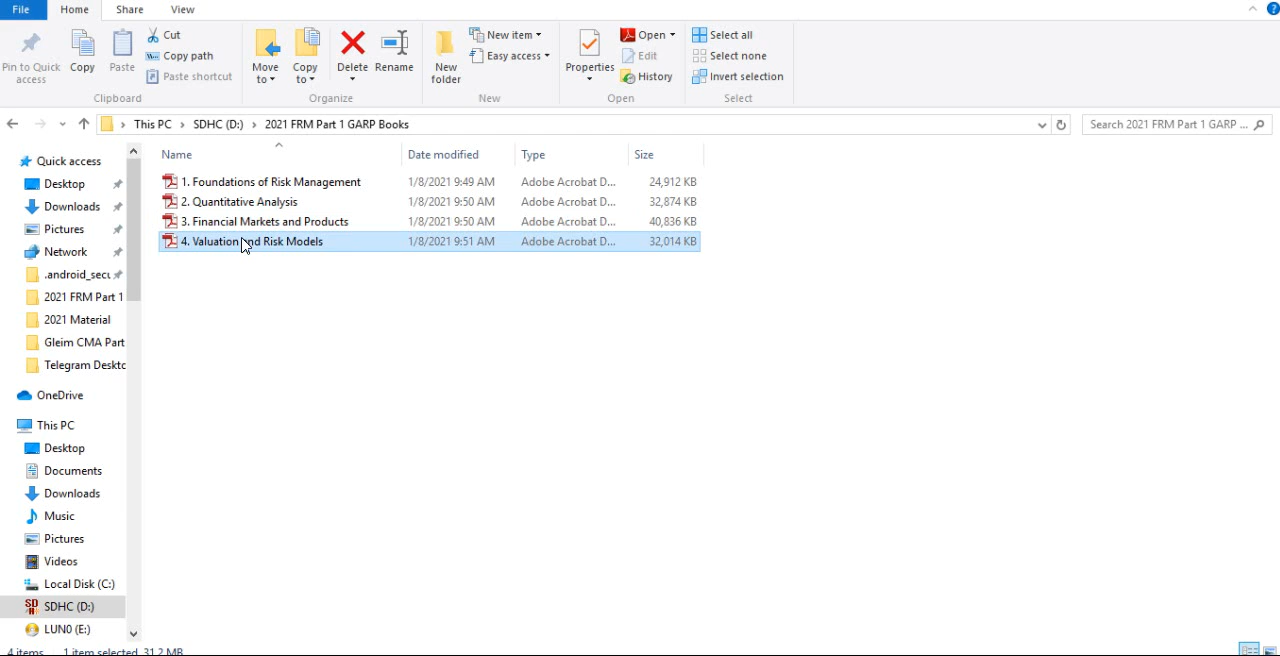 File Home Share View
Pin to Quick access
Copy
Paste
Cut
Copy path
Paste shortcut
Clipboard
Move to
Copy to
Delete
Rename
Organize
New folder
New item
Easy access
New
Properties
Open
Edit
History
Open
Select all
Select none
Invert selection
Select
This PC SDHC (D:) 2021 FRM Part 1 GARP Books
Search 2021 FRM Part 1 GARP ...
Name Date modified Type Size
1. Foundations of Risk Management 1/8/2021 9:49 AM Adobe Acrobat D... 24,912 KB
2. Quantitative Analysis 1/8/2021 9:50 AM Adobe Acrobat D... 32,874 KB
3. Financial Markets and Products 1/8/2021 9:50 AM Adobe Acrobat D... 40,836 KB
4. Valuation and Risk Models 1/8/2021 9:51 AM Adobe Acrobat D... 32,014 KB
Quick access
Desktop
Downloads
Pictures
Network
.android_secu
2021 FRM Part 1
2021 Material
Gleim CMA Part
Telegram Deskto
OneDrive
This PC
Desktop
Documents
Downloads
Music
Pictures
Videos
Local Disk (C:)
SDHC (D:)
LUN0 (E:)
4 items 1 item selected 31.2 MB